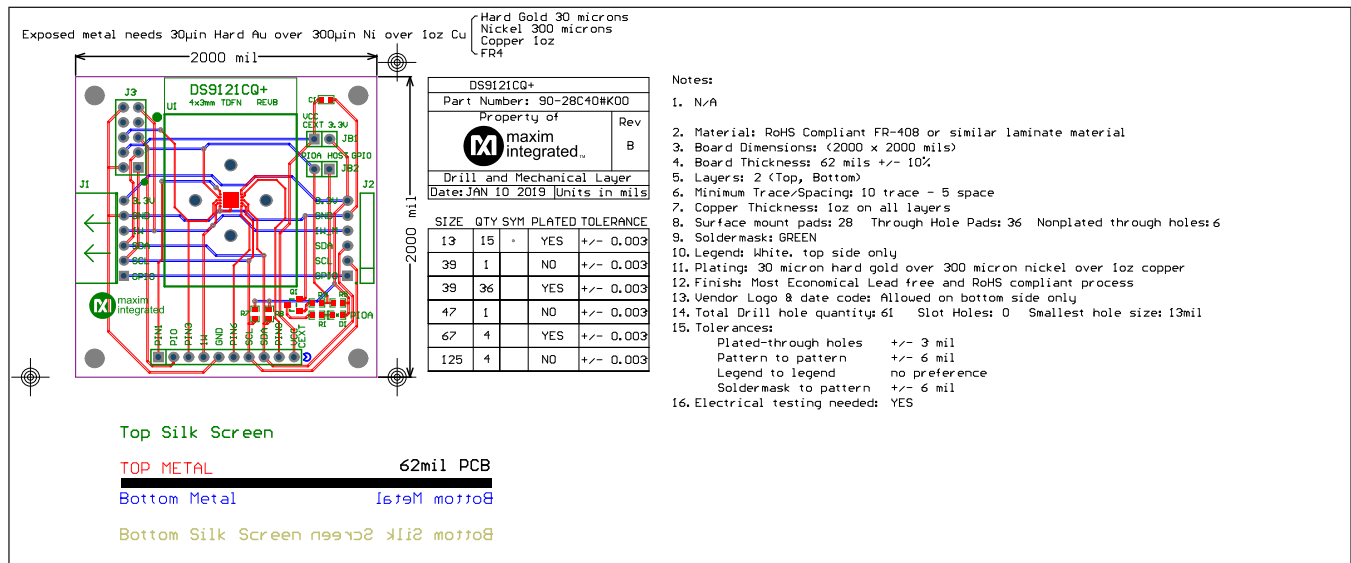 Exposed metal needs 30µin Hard Au over 300µin Ni over 1oz Cu
Hard Gold 30 microns
Nickel 300 microns
Copper 1oz
FR4
2000 mil
2000 mil
DS9121CQ+
4x3mm TDFN REVB
J3
U1
C1
VCC
CEXT 3.3V
JB1
PIOA HOST GPIO
JB2
J1
J2
3.3V
GND
1W
SDA
SCL
GPIO
3.3V
GND
SDA
SCL
GPIO
maxim
integrated
R7
R8
Q1
R1
D1
PIOA
PIN1
PIO
PIN3
1W
GND
PIN6
SCL
SDA
PIN9
VCC
CEXT
DS9121CQ+
Part Number: 90-28C40#K00
Property of
maxim
integrated™
Rev
B
Drill and Mechanical Layer
Date: JAN 10 2019 Units in mils
SIZE QTY SYM PLATED TOLERANCE
13 15 ▫ YES +/- 0.003
39 1 NO +/- 0.003
39 36 YES +/- 0.003
47 1 NO +/- 0.003
67 4 YES +/- 0.003
125 4 NO +/- 0.003
Notes:
1. N/A
2. Material: RoHS Compliant FR-408 or similar laminate material
3. Board Dimensions: (2000 x 2000 mils)
4. Board Thickness: 62 mils +/- 10%
5. Layers: 2 (Top, Bottom)
6. Minimum Trace/Spacing: 10 trace - 5 space
7. Copper Thickness: 1oz on all layers
8. Surface mount pads: 28 Through Hole Pads: 36 Nonplated through holes: 6
9. Soldermask: GREEN
10. Legend: White, top side only
11. Plating: 30 micron hard gold over 300 micron nickel over 1oz copper
12. Finish: Most Economical Lead free and RoHS compliant process
13. Vendor Logo & date code: Allowed on bottom side only
14. Total Drill hole quantity: 61 Slot Holes: 0 Smallest hole size: 13mil
15. Tolerances:
Plated-through holes +/- 3 mil
Pattern to pattern +/- 6 mil
Legend to legend no preference
Soldermask to pattern +/- 6 mil
16. Electrical testing needed: YES
Top Silk Screen
TOP METAL 62mil PCB
Bottom Metal Bottom Metal
Bottom Silk Screen Bottom Silk Screen